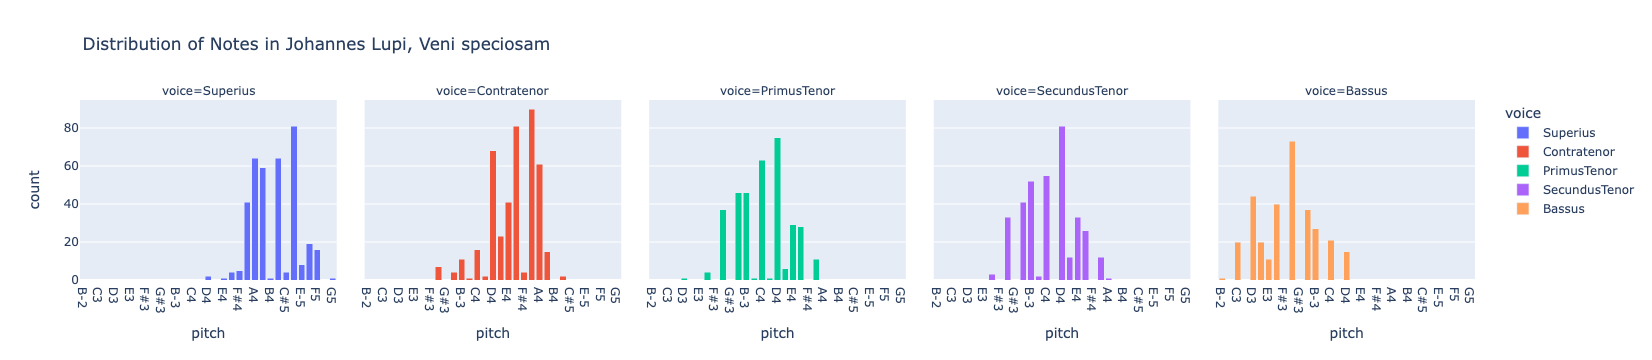 Distribution of Notes in Johannes Lupi, Veni speciosam
voice=Superius
voice=Contratenor
voice=PrimusTenor
voice=SecundusTenor
voice=Bassus
count
80
60
40
20
0
B-2 C3 D3 E3 F#3 G#3 B-3 C4 D4 E4 F#4 A4 B4 C#5 E-5 F5 G5
B-2 C3 D3 E3 F#3 G#3 B-3 C4 D4 E4 F#4 A4 B4 C#5 E-5 F5 G5
B-2 C3 D3 E3 F#3 G#3 B-3 C4 D4 E4 F#4 A4 B4 C#5 E-5 F5 G5
B-2 C3 D3 E3 F#3 G#3 B-3 C4 D4 E4 F#4 A4 B4 C#5 E-5 F5 G5
B-2 C3 D3 E3 F#3 G#3 B-3 C4 D4 E4 F#4 A4 B4 C#5 E-5 F5 G5
pitch
pitch
pitch
pitch
pitch
voice
Superius
Contratenor
PrimusTenor
SecundusTenor
Bassus